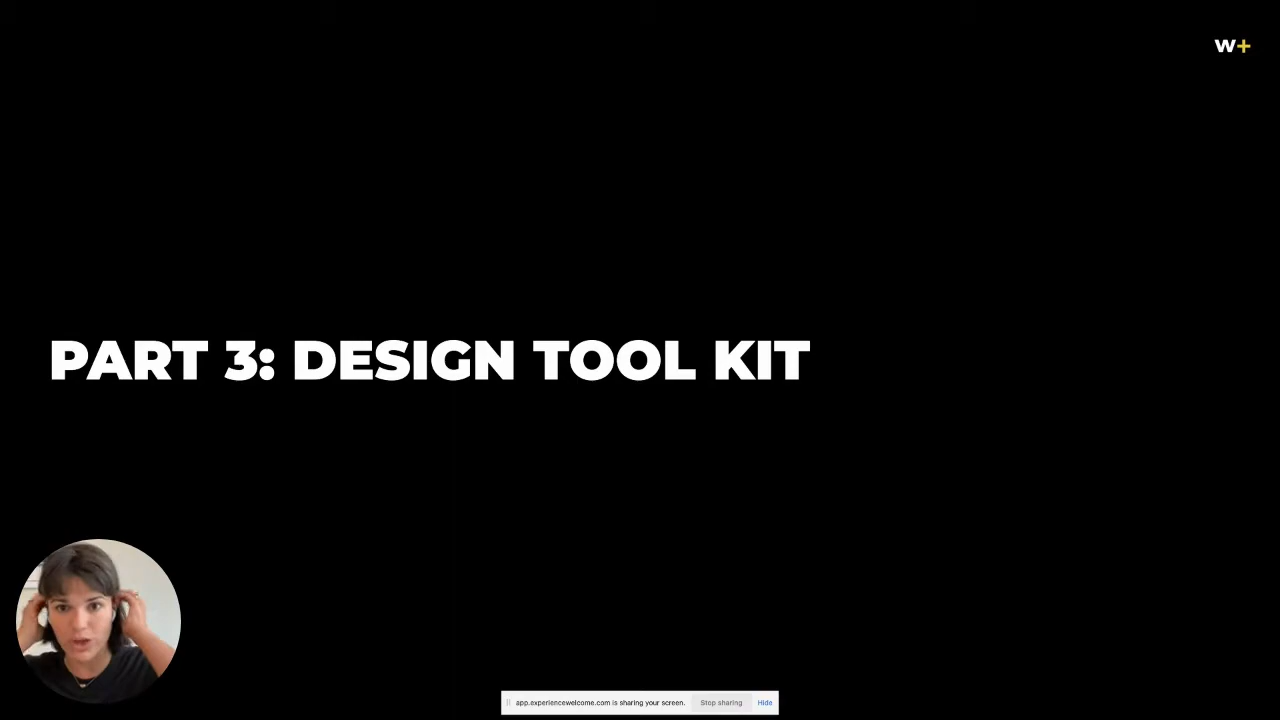 W+
PART 3: DESIGN TOOL KIT
app.experiencewelcome.com is sharing your screen. Stop sharing Hide